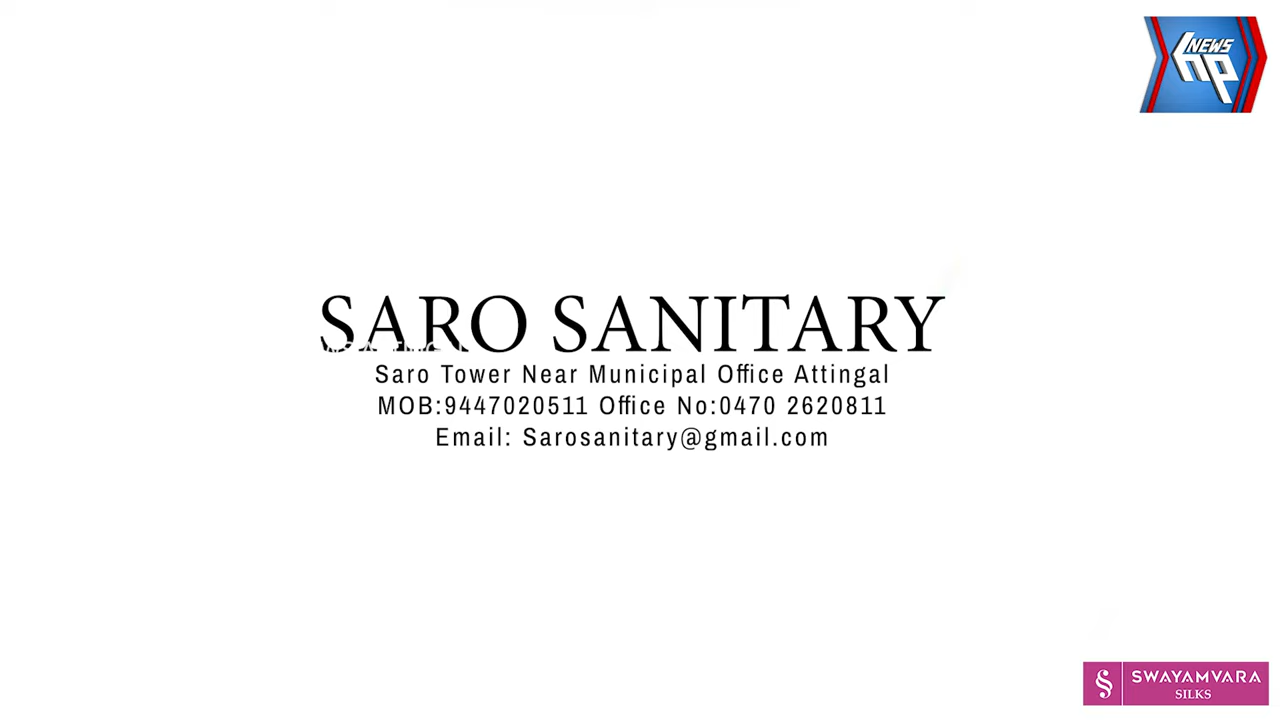 NEWS
hp
SARO SANITARY
Saro Tower Near Municipal Office Attingal
MOB:9447020511 Office No:0470 2620811
Email: Sarosanitary@gmail.com
SWAYAMVARA
SILKS